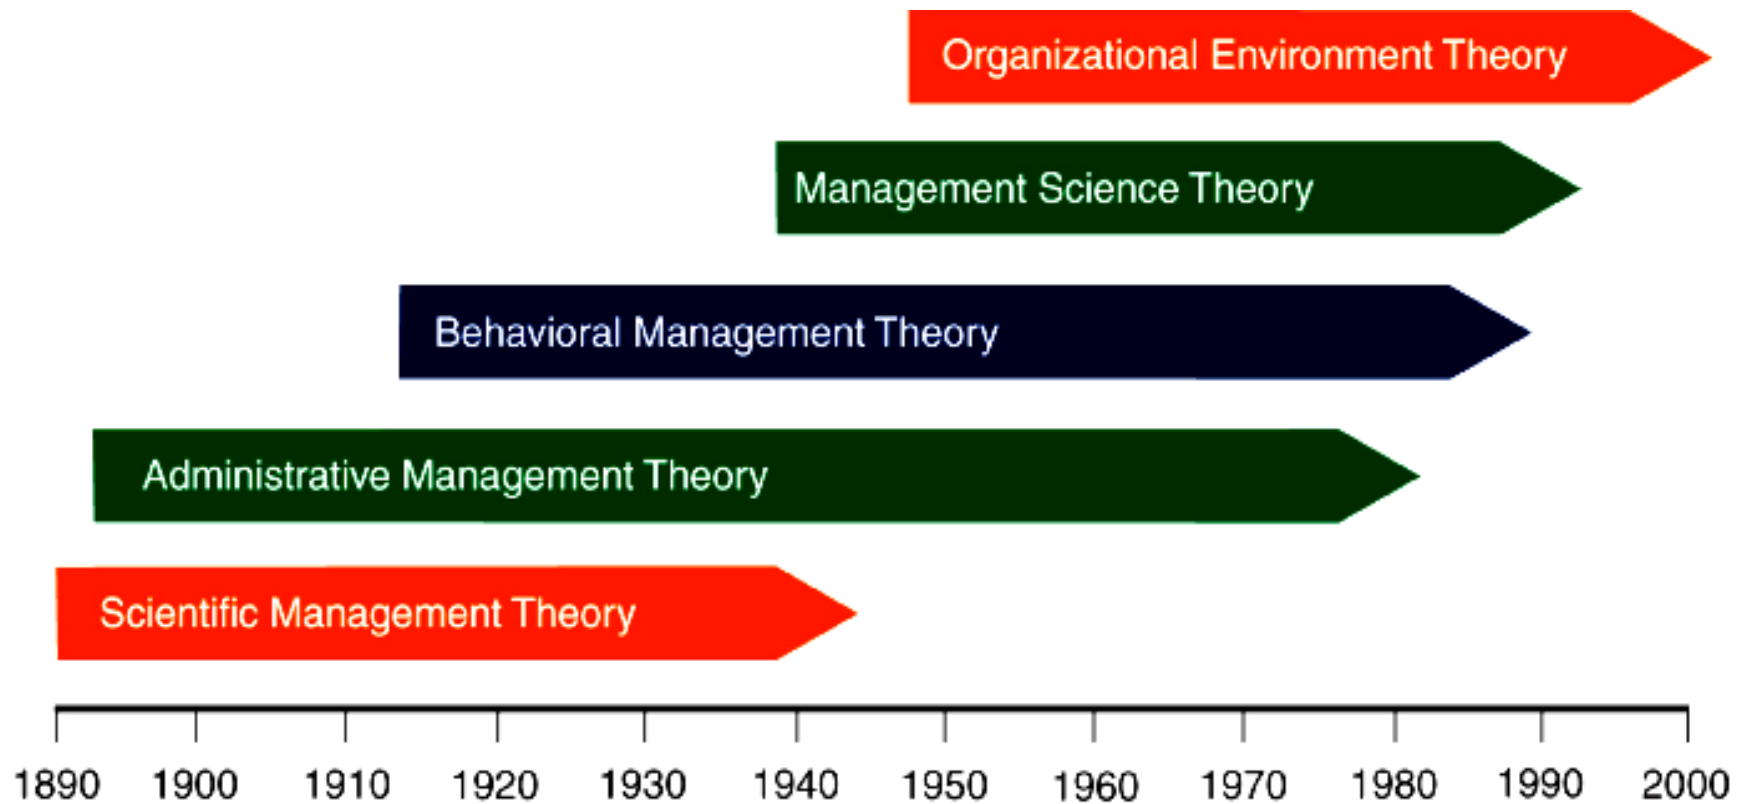 Organizational Environment Theory
Management Science Theory
Behavioral Management Theory
Administrative Management Theory
Scientific Management Theory
1890 1900 1910 1920 1930 1940 1950 1960 1970 1980 1990 2000